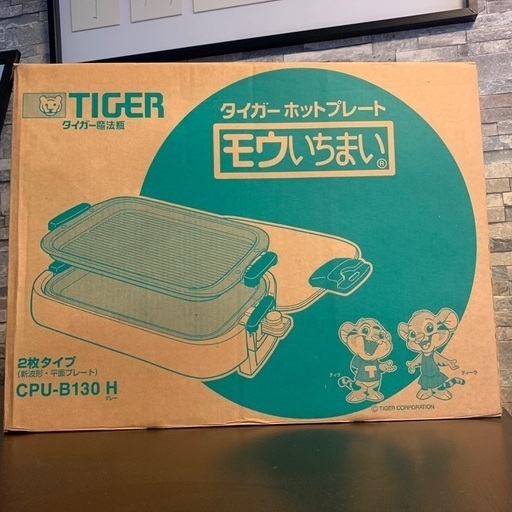 TIGER
タイガー魔法瓶
タイガー ホットプレート
モウいちまい®
2枚タイプ
(新波形・平面プレート)
CPU-B130 H
グレー
T
© TIGER CORPORATION